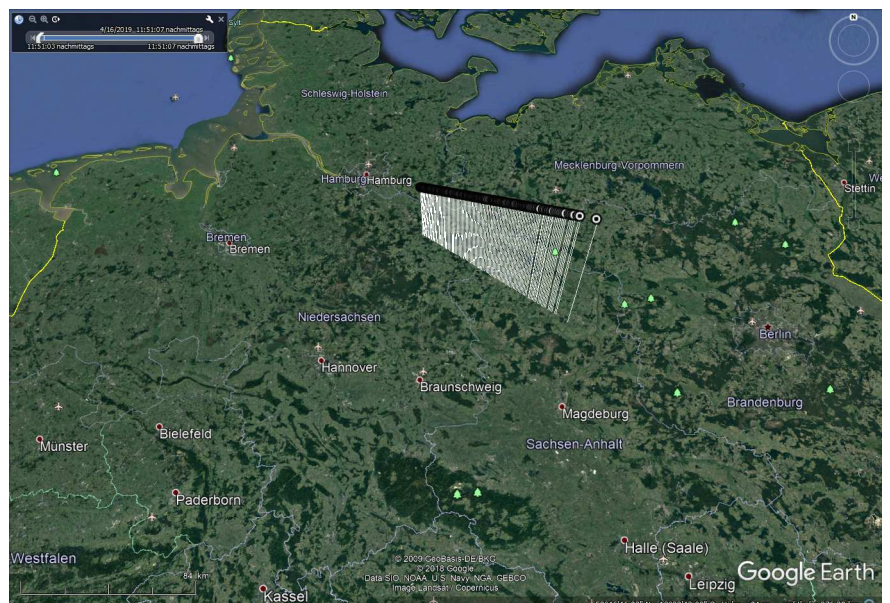 Sylt
4/16/2019 11:51:07 nachmittags
11:51:03 nachmittags 11:51:07 nachmittags
N
Schleswig-Holstein
Mecklenburg-Vorpommern
Hamburg Hamburg
Stettin
Bremen
Bremen
Niedersachsen
Berlin
Hannover
Braunschweig
Brandenburg
Magdeburg
Bielefeld
Münster
Sachsen-Anhalt
Paderborn
Halle (Saale)
Westfalen
© 2009 GeoBasis-DE/BKG
© 2018 Google
Data SIO, NOAA, U.S. Navy, NGA, GEBCO
Image Landsat / Copernicus
Google Earth
84 km
Leipzig
Kassel